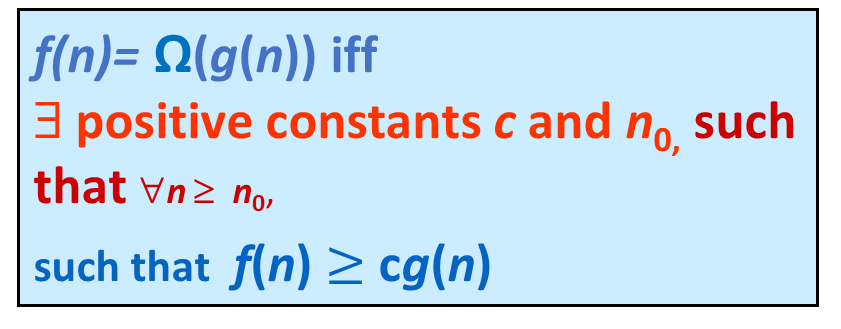 f(n)= Ω(g(n)) iff
∃ positive constants c and n₀, such
that ∀n ≥ n₀,
such that f(n) ≥ cg(n)